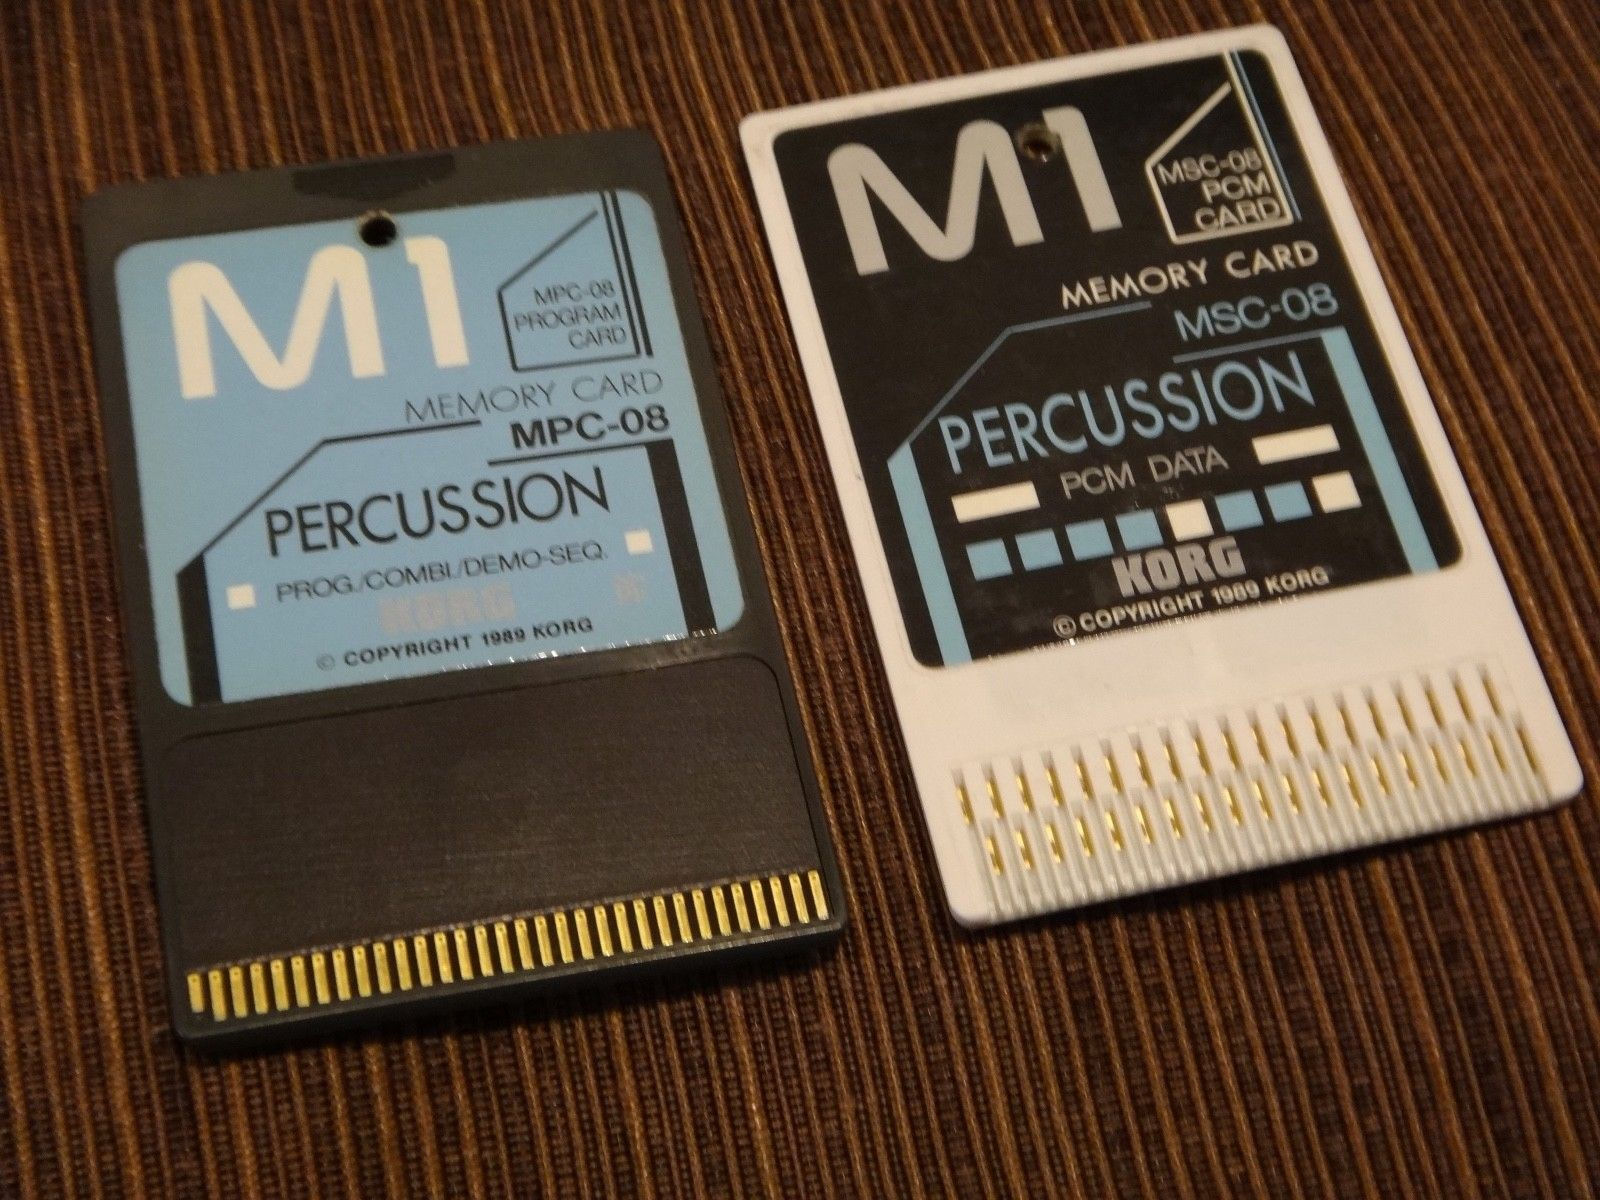 M1
MPC-08
PROGRAM
CARD
MEMORY CARD
MPC-08
PERCUSSION
PROG./COMBI./DEMO-SEQ.
KORG
© COPYRIGHT 1989 KORG
M1
MSC-08
PCM
CARD
MEMORY CARD
MSC-08
PERCUSSION
PCM DATA
KORG
© COPYRIGHT 1989 KORG